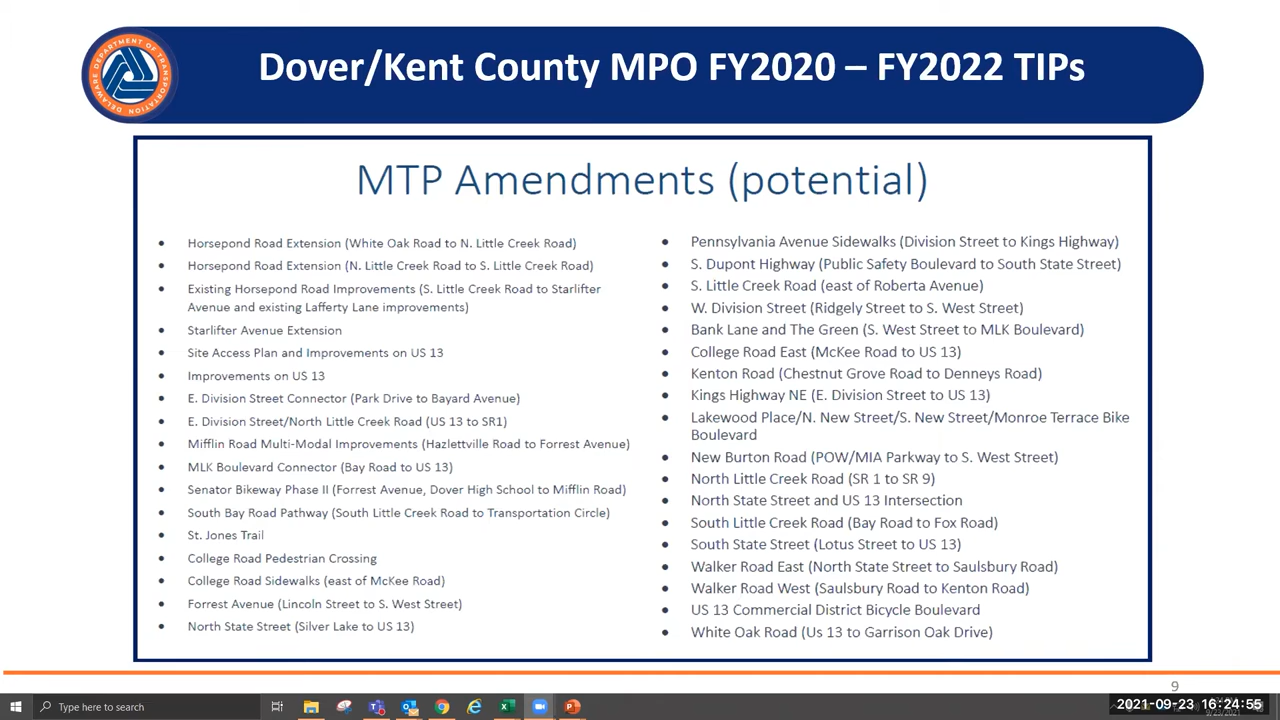 DELAWARE DEPARTMENT OF TRANSPORTATION
Dover/Kent County MPO FY2020 – FY2022 TIPs
MTP Amendments (potential)
• Horsepond Road Extension (White Oak Road to N. Little Creek Road)
• Horsepond Road Extension (N. Little Creek Road to S. Little Creek Road)
• Existing Horsepond Road Improvements (S. Little Creek Road to Starlifter
Avenue and existing Lafferty Lane improvements)
• Starlifter Avenue Extension
• Site Access Plan and Improvements on US 13
• Improvements on US 13
• E. Division Street Connector (Park Drive to Bayard Avenue)
• E. Division Street/North Little Creek Road (US 13 to SR1)
• Mifflin Road Multi-Modal Improvements (Hazlettville Road to Forrest Avenue)
• MLK Boulevard Connector (Bay Road to US 13)
• Senator Bikeway Phase II (Forrest Avenue, Dover High School to Mifflin Road)
• South Bay Road Pathway (South Little Creek Road to Transportation Circle)
• St. Jones Trail
• College Road Pedestrian Crossing
• College Road Sidewalks (east of McKee Road)
• Forrest Avenue (Lincoln Street to S. West Street)
• North State Street (Silver Lake to US 13)
• Pennsylvania Avenue Sidewalks (Division Street to Kings Highway)
• S. Dupont Highway (Public Safety Boulevard to South State Street)
• S. Little Creek Road (east of Roberta Avenue)
• W. Division Street (Ridgely Street to S. West Street)
• Bank Lane and The Green (S. West Street to MLK Boulevard)
• College Road East (McKee Road to US 13)
• Kenton Road (Chestnut Grove Road to Denneys Road)
• Kings Highway NE (E. Division Street to US 13)
• Lakewood Place/N. New Street/S. New Street/Monroe Terrace Bike
Boulevard
• New Burton Road (POW/MIA Parkway to S. West Street)
• North Little Creek Road (SR 1 to SR 9)
• North State Street and US 13 Intersection
• South Little Creek Road (Bay Road to Fox Road)
• South State Street (Lotus Street to US 13)
• Walker Road East (North State Street to Saulsbury Road)
• Walker Road West (Saulsbury Road to Kenton Road)
• US 13 Commercial District Bicycle Boulevard
• White Oak Road (Us 13 to Garrison Oak Drive)
9
Type here to search
2021-09-23 16:24:55